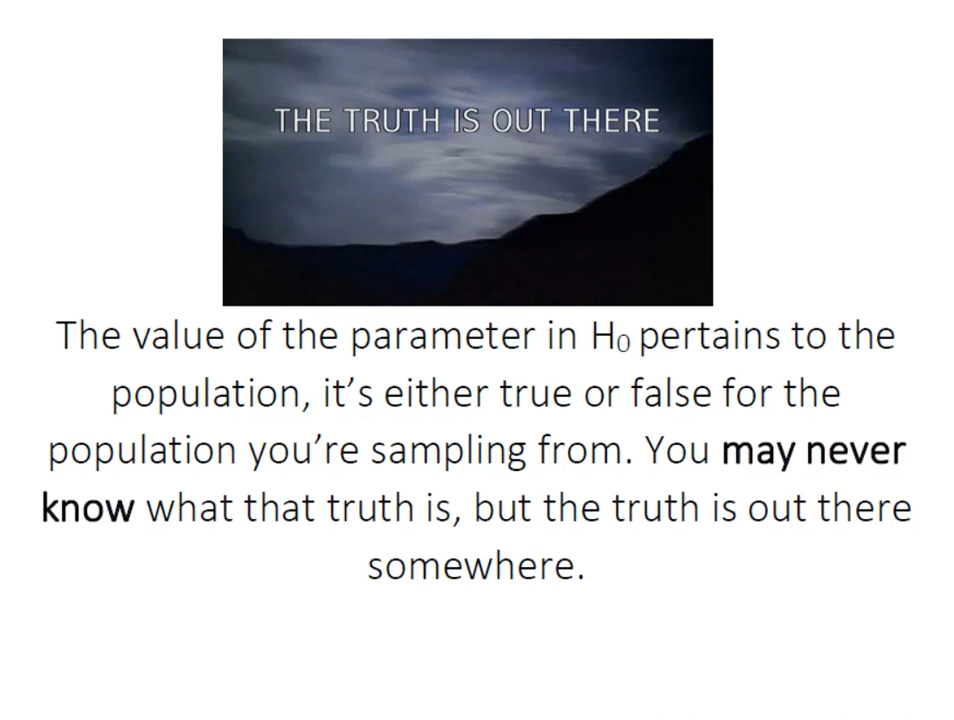 THE TRUTH IS OUT THERE
The value of the parameter in H₀ pertains to the
population, it’s either true or false for the
population you’re sampling from. You may never
know what that truth is, but the truth is out there
somewhere.